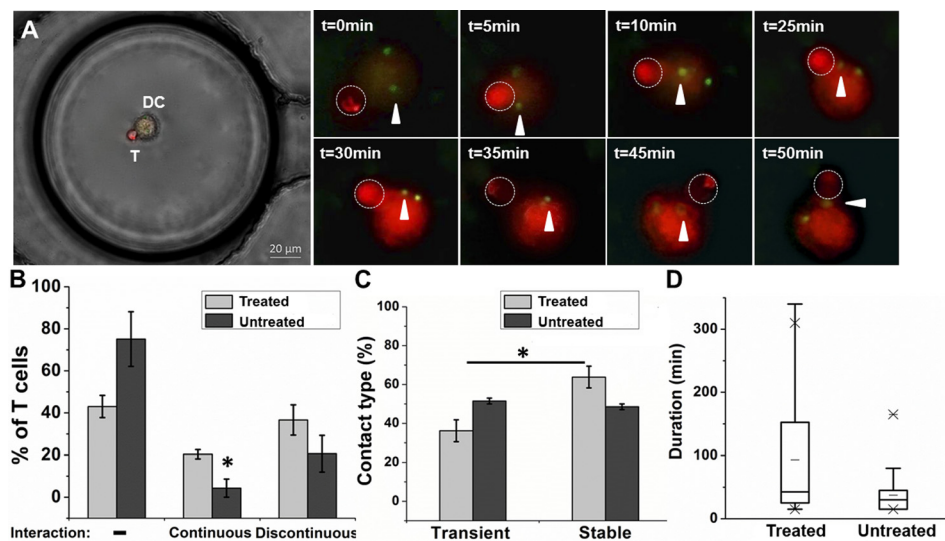 A
DC
T
20 µm
t=0min
t=5min
t=10min
t=25min
t=30min
t=35min
t=45min
t=50min
B
% of T cells
100
80
60
40
20
0
Treated
Untreated
*
Interaction:
-
Continuous
Discontinuous
C
Contact type (%)
100
80
60
40
20
0
Treated
Untreated
*
Transient
Stable
D
Duration (min)
300
200
100
0
Treated
Untreated